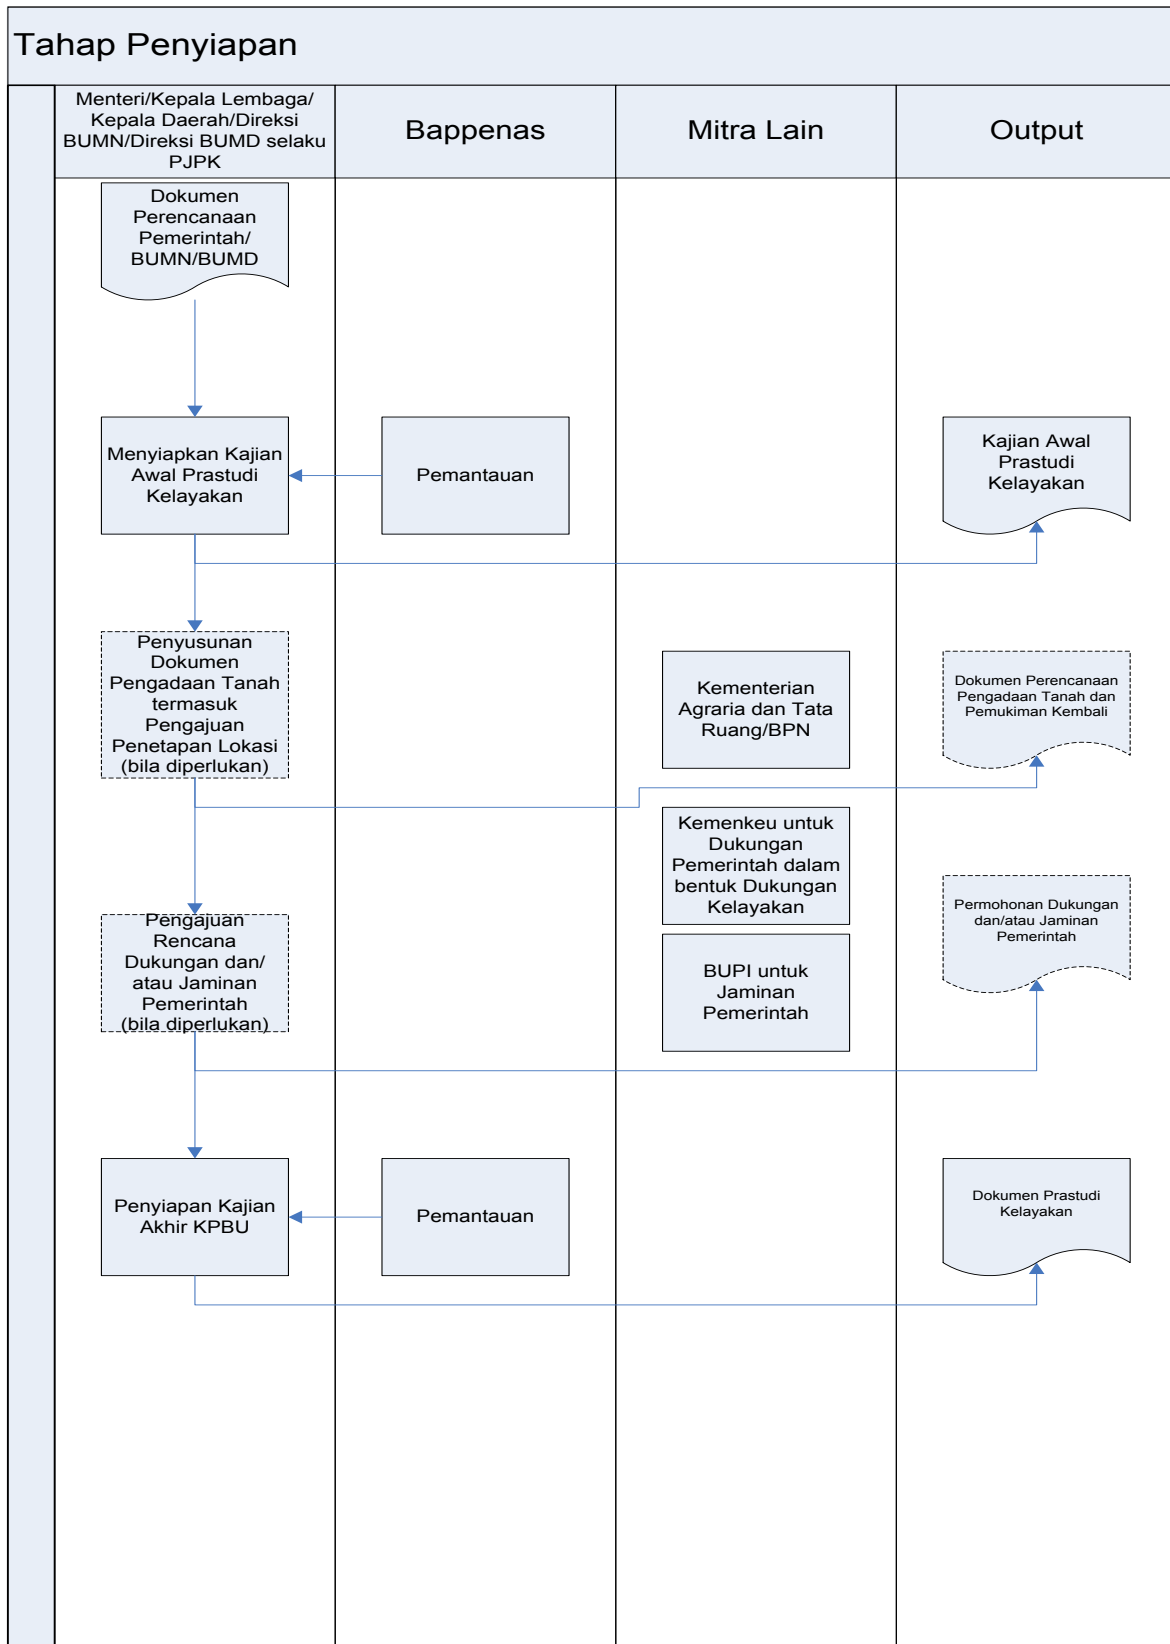 Tahap Penyiapan
Menteri/Kepala Lembaga/
Kepala Daerah/Direksi
BUMN/Direksi BUMD selaku
PJPK
Bappenas
Mitra Lain
Output
Dokumen
Perencanaan
Pemerintah/
BUMN/BUMD
Menyiapkan Kajian
Awal Prastudi
Kelayakan
Pemantauan
Kajian Awal
Prastudi
Kelayakan
Penyusunan
Dokumen
Pengadaan Tanah
termasuk
Pengajuan
Penetapan Lokasi
(bila diperlukan)
Kementerian
Agraria dan Tata
Ruang/BPN
Dokumen Perencanaan
Pengadaan Tanah dan
Pemukiman Kembali
Kemenkeu untuk
Dukungan
Pemerintah dalam
bentuk Dukungan
Kelayakan
Pengajuan
Rencana
Dukungan dan/
atau Jaminan
Pemerintah
(bila diperlukan)
BUPI untuk
Jaminan
Pemerintah
Permohonan Dukungan
dan/atau Jaminan
Pemerintah
Penyiapan Kajian
Akhir KPBU
Pemantauan
Dokumen Prastudi
Kelayakan